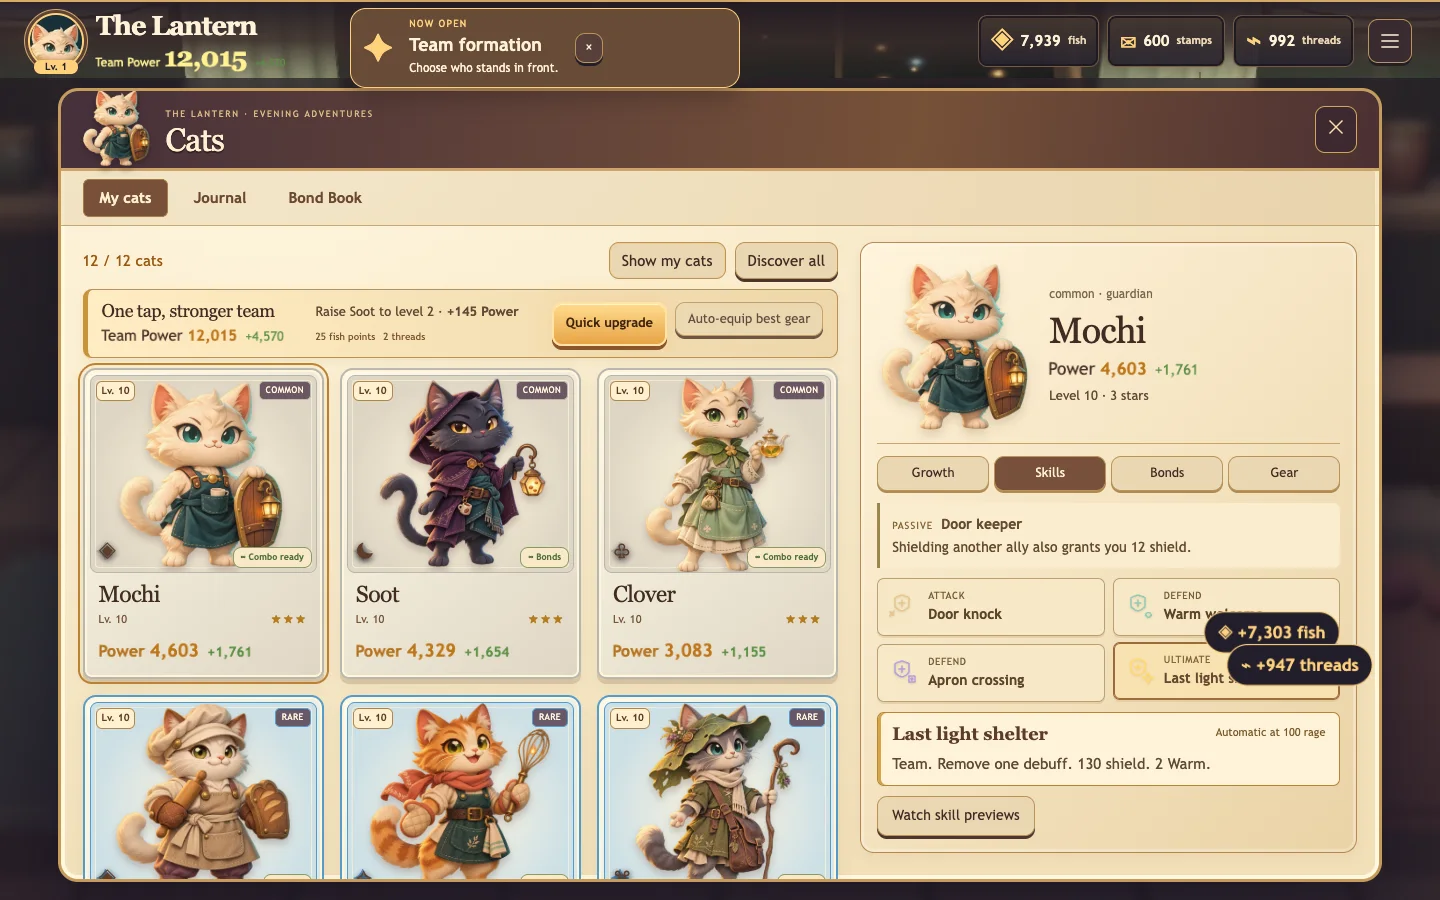 The Lantern
Lv. 1
Team Power 12,015
NOW OPEN
Team formation
Choose who stands in front.
×
7,939 fish
600 stamps
992 threads
THE LANTERN · EVENING ADVENTURES
Cats
My cats
Journal
Bond Book
12 / 12 cats
Show my cats
Discover all
One tap, stronger team
Team Power 12,015 +4,570
Raise Soot to level 2 · +145 Power
25 fish points 2 threads
Quick upgrade
Auto-equip best gear
Lv. 10
COMMON
Combo ready
Mochi
Lv. 10
Power 4,603 +1,761
Lv. 10
COMMON
Bonds
Soot
Lv. 10
Power 4,329 +1,654
Lv. 10
COMMON
Combo ready
Clover
Lv. 10
Power 3,083 +1,155
Lv. 10
RARE
Lv. 10
RARE
Lv. 10
RARE
common · guardian
Mochi
Power 4,603 +1,761
Level 10 · 3 stars
Growth
Skills
Bonds
Gear
PASSIVE Door keeper
Shielding another ally also grants you 12 shield.
ATTACK
Door knock
DEFEND
Warm
+7,303 fish
DEFEND
Apron crossing
ULTIMATE
Last light
+947 threads
Last light shelter
Automatic at 100 rage
Team. Remove one debuff. 130 shield. 2 Warm.
Watch skill previews